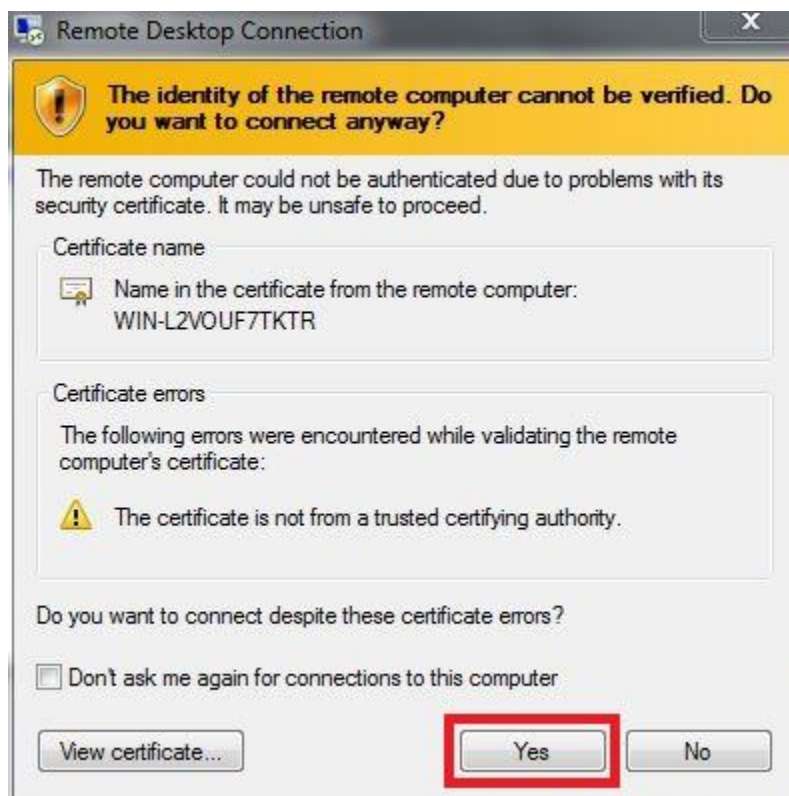 Remote Desktop Connection
The identity of the remote computer cannot be verified. Do
you want to connect anyway?
The remote computer could not be authenticated due to problems with its
security certificate. It may be unsafe to proceed.
Certificate name
Name in the certificate from the remote computer:
WIN-L2VOUF7TKTR
Certificate errors
The following errors were encountered while validating the remote
computer's certificate:
The certificate is not from a trusted certifying authority.
Do you want to connect despite these certificate errors?
Don't ask me again for connections to this computer
View certificate... Yes No